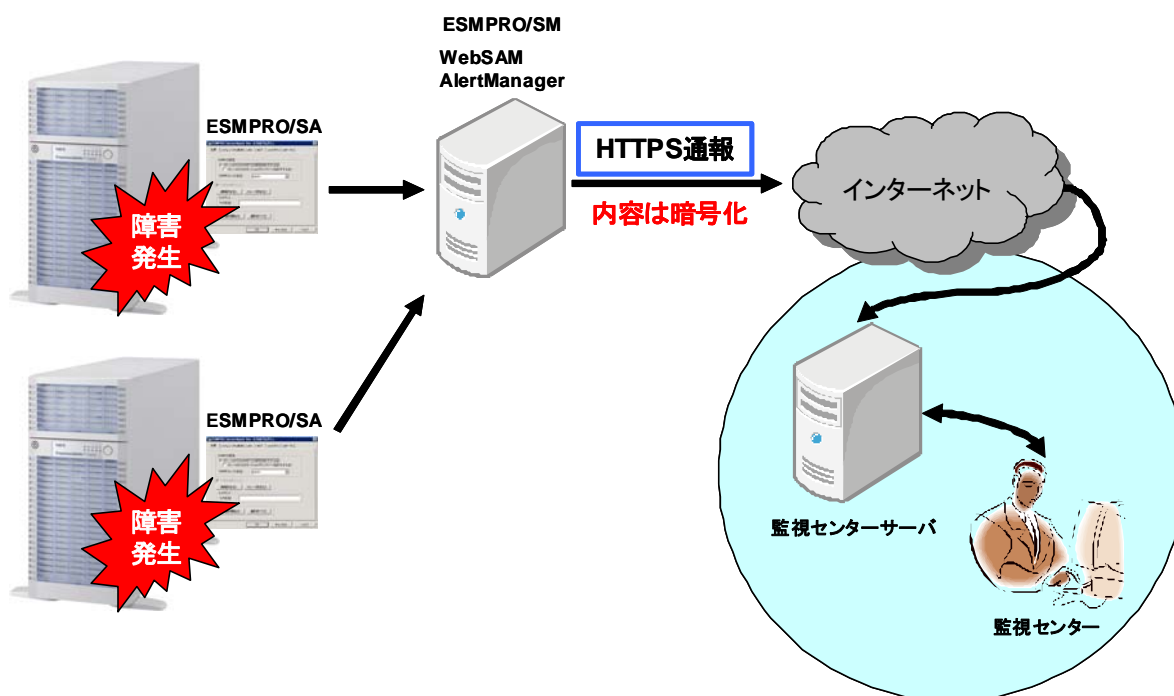 ESMPRO/SM
WebSAM
AlertManager
ESMPRO/SA
HTTPS通報
障害
発生
内容は暗号化
インターネット
ESMPRO/SA
障害
発生
監視センターサーバ
監視センター